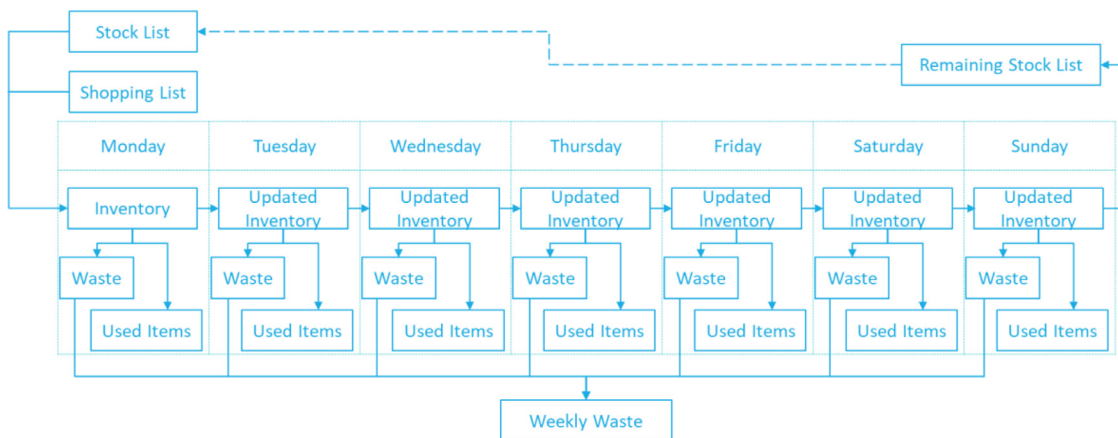 Stock List
Remaining Stock List
Shopping List
Monday
Tuesday
Wednesday
Thursday
Friday
Saturday
Sunday
Inventory
Updated
Inventory
Updated
Inventory
Updated
Inventory
Updated
Inventory
Updated
Inventory
Updated
Inventory
Waste
Waste
Waste
Waste
Waste
Waste
Waste
Used Items
Used Items
Used Items
Used Items
Used Items
Used Items
Used Items
Weekly Waste